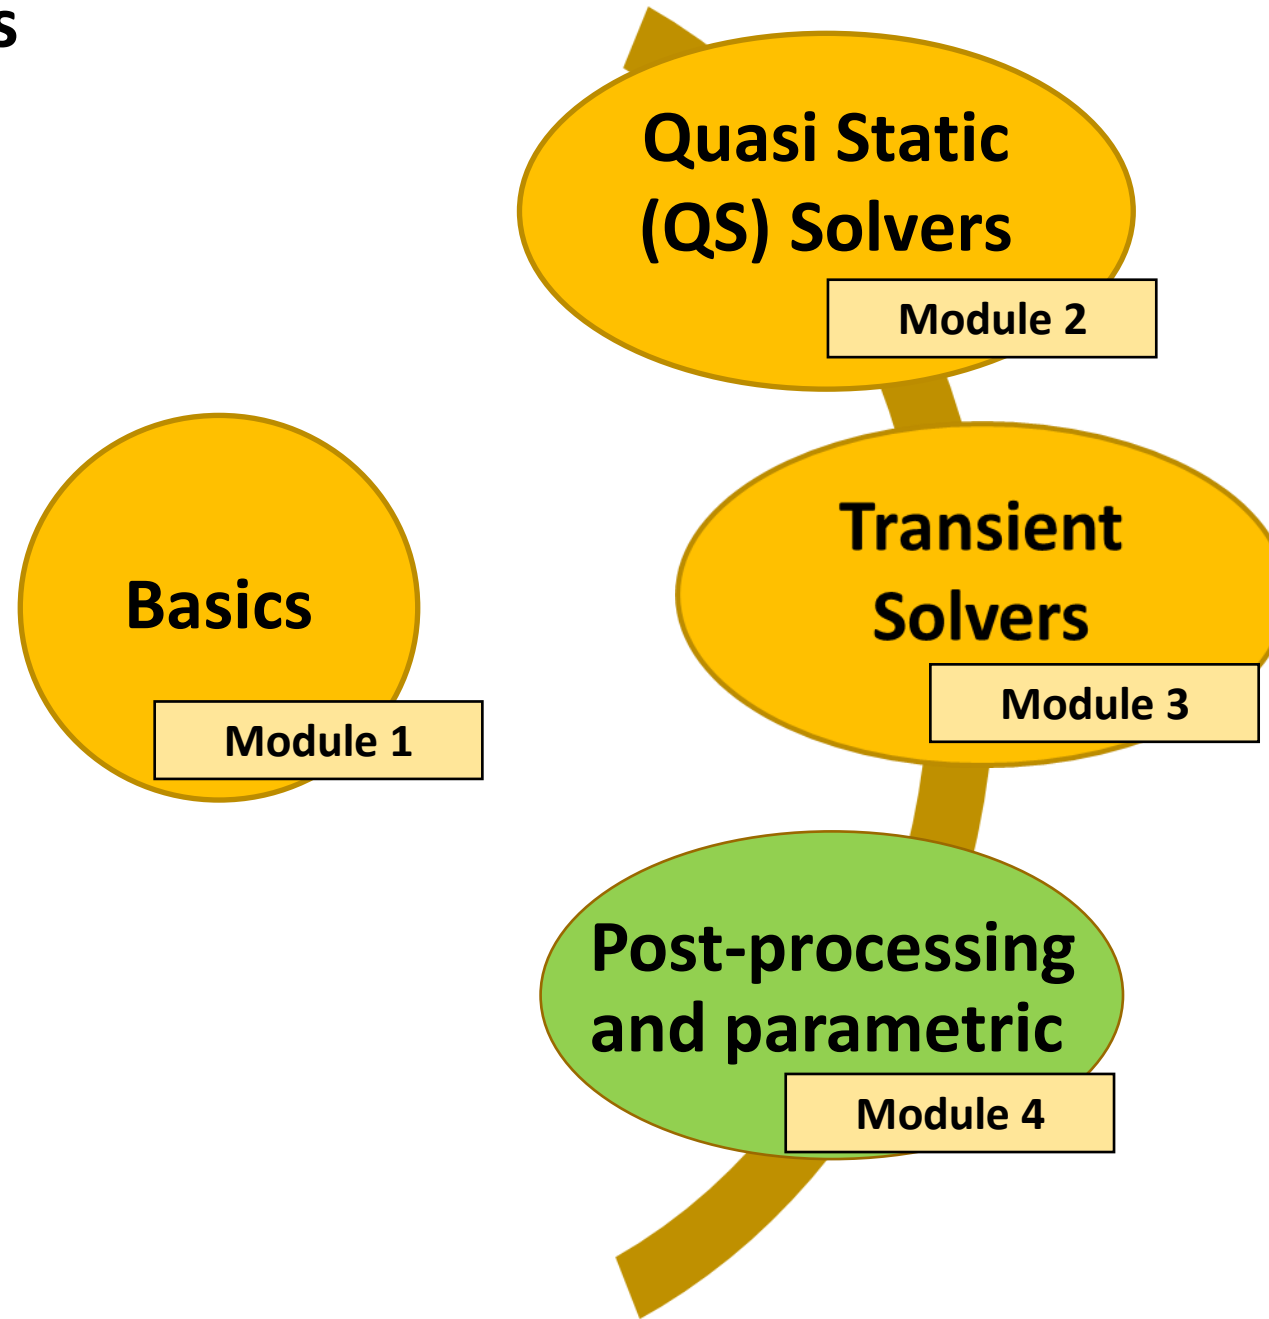 s
Quasi Static
(QS) Solvers
Module 2
Transient
Solvers
Module 3
Basics
Module 1
Post-processing
and parametric
Module 4